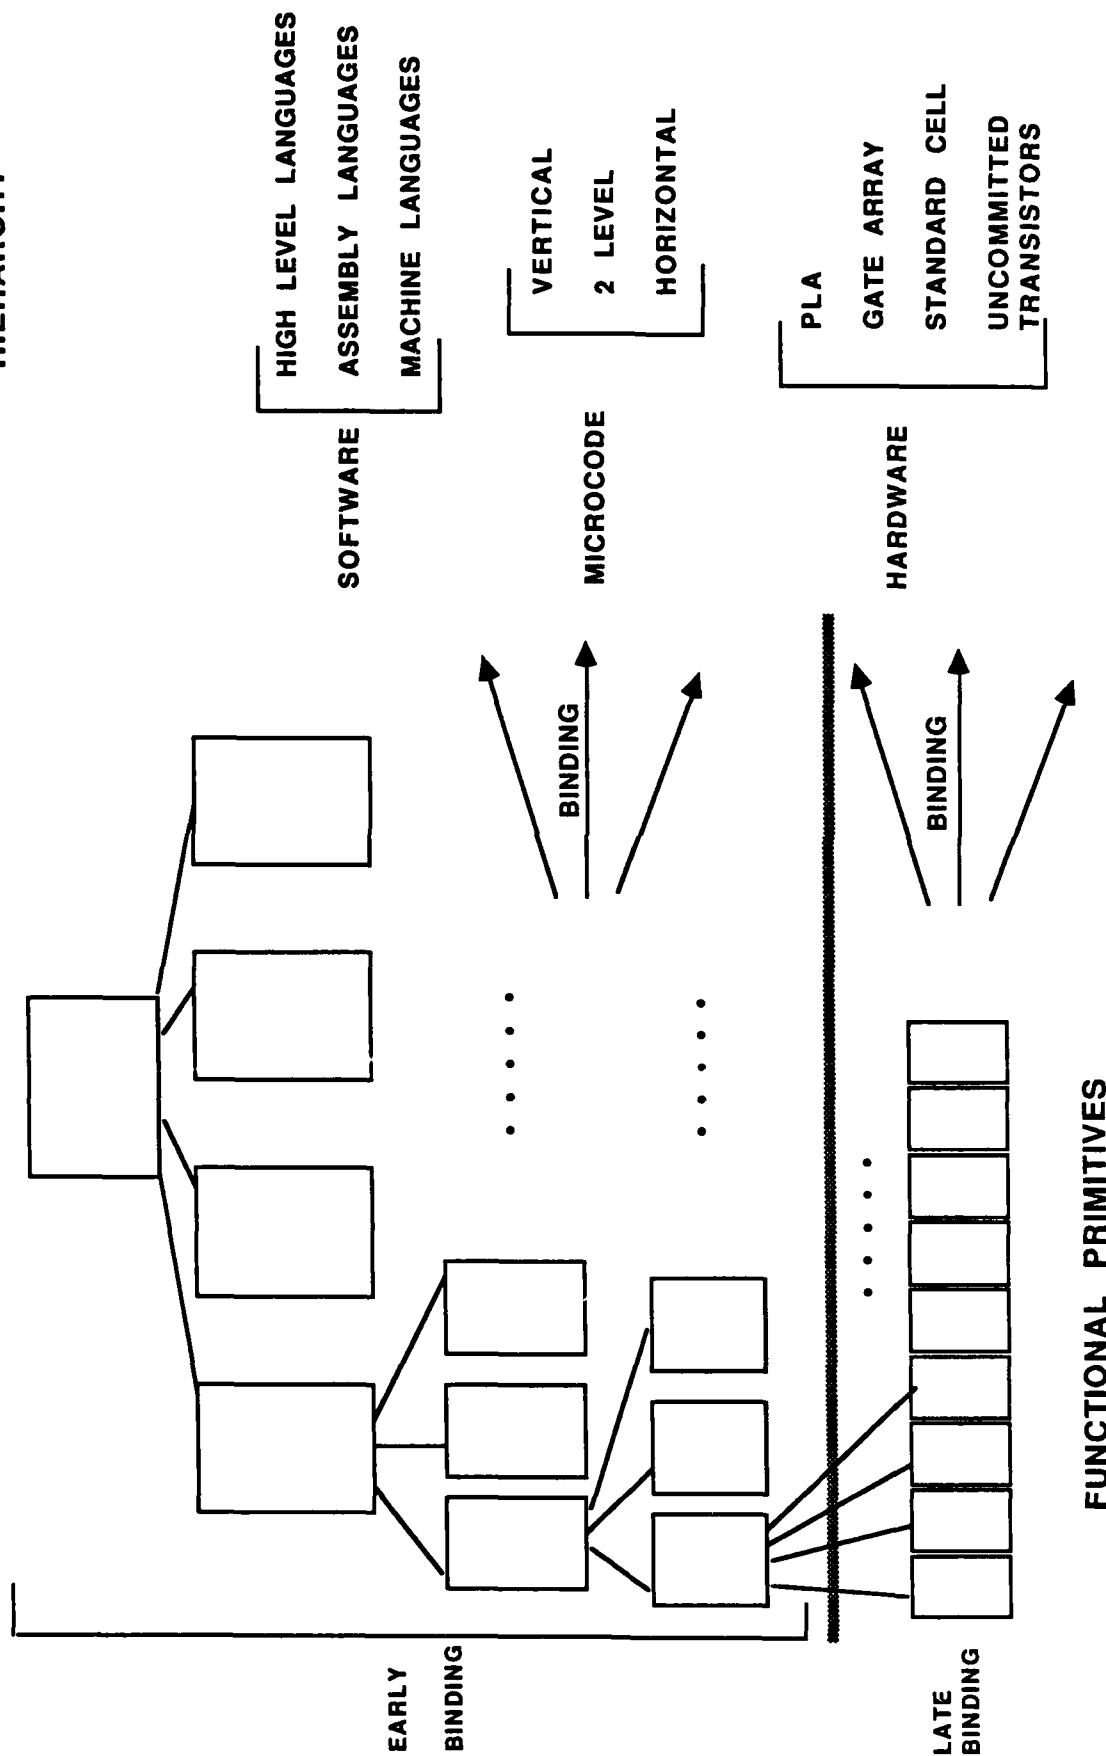 HIERARCHY
HIGH LEVEL LANGUAGES
ASSEMBLY LANGUAGES
MACHINE LANGUAGES
SOFTWARE
VERTICAL
2 LEVEL
HORIZONTAL
MICROCODE
PLA
GATE ARRAY
STANDARD CELL
UNCOMMITTED
TRANSISTORS
HARDWARE
BINDING
BINDING
EARLY
BINDING
LATE
BINDING
FUNCTIONAL PRIMITIVES